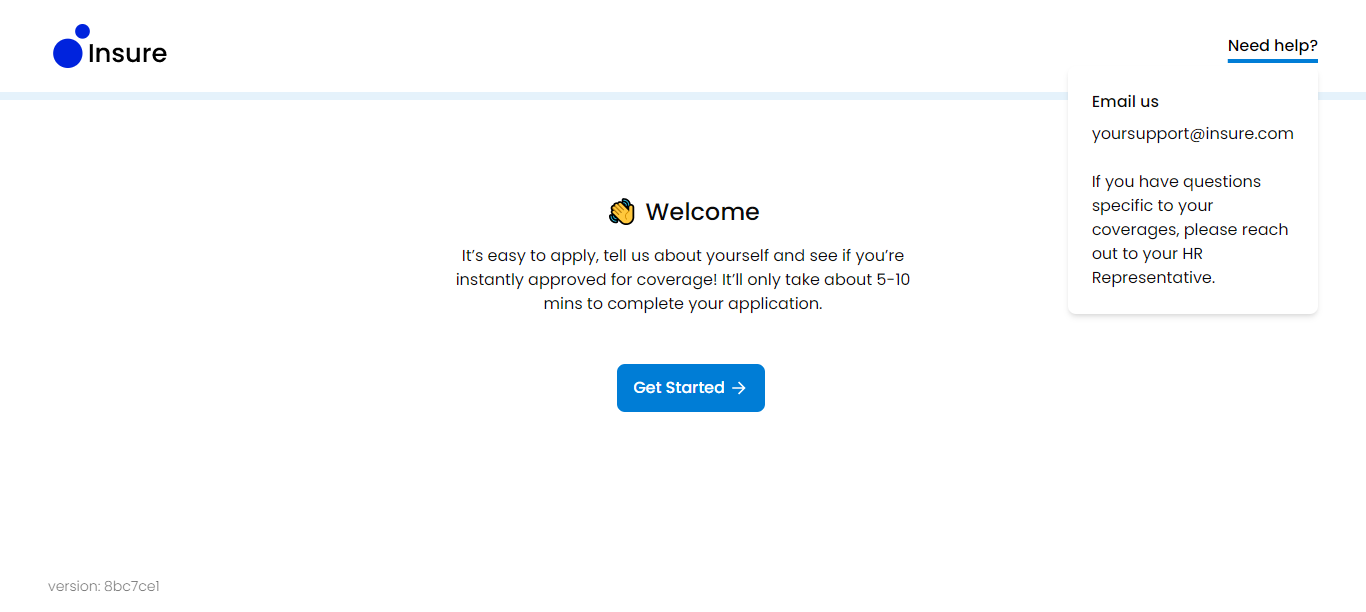 Insure
Need help?
Email us
yoursupport@insure.com
If you have questions
specific to your
coverages, please reach
out to your HR
Representative.
Welcome
It’s easy to apply, tell us about yourself and see if you’re
instantly approved for coverage! It’ll only take about 5-10
mins to complete your application.
Get Started →
version: 8bc7ce1